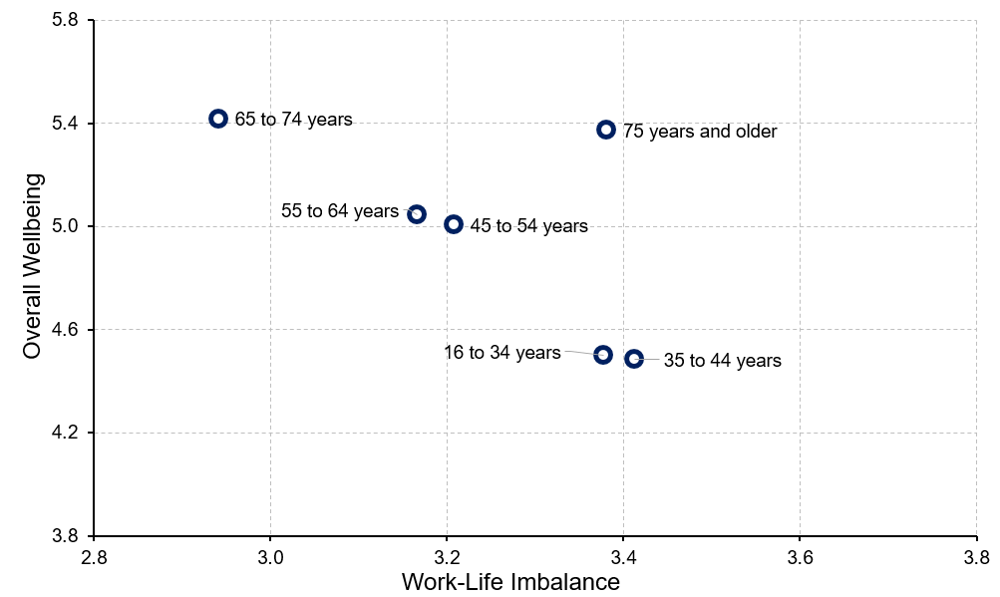 5.8
5.4
5.0
4.6
4.2
3.8
Overall Wellbeing
65 to 74 years
75 years and older
55 to 64 years
45 to 54 years
16 to 34 years
35 to 44 years
2.8 3.0 3.2 3.4 3.6 3.8
Work-Life Imbalance